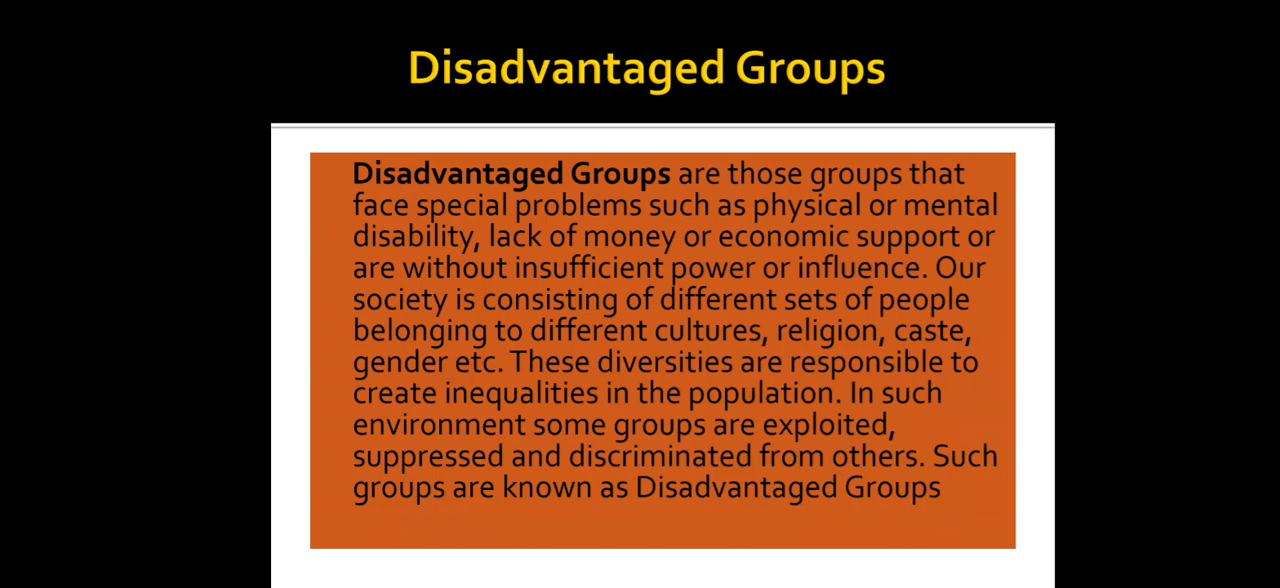 Disadvantaged Groups
Disadvantaged Groups are those groups that
face special problems such as physical or mental
disability, lack of money or economic support or
are without insufficient power or influence. Our
society is consisting of different sets of people
belonging to different cultures, religion, caste,
gender etc. These diversities are responsible to
create inequalities in the population. In such
environment some groups are exploited,
suppressed and discriminated from others. Such
groups are known as Disadvantaged Groups